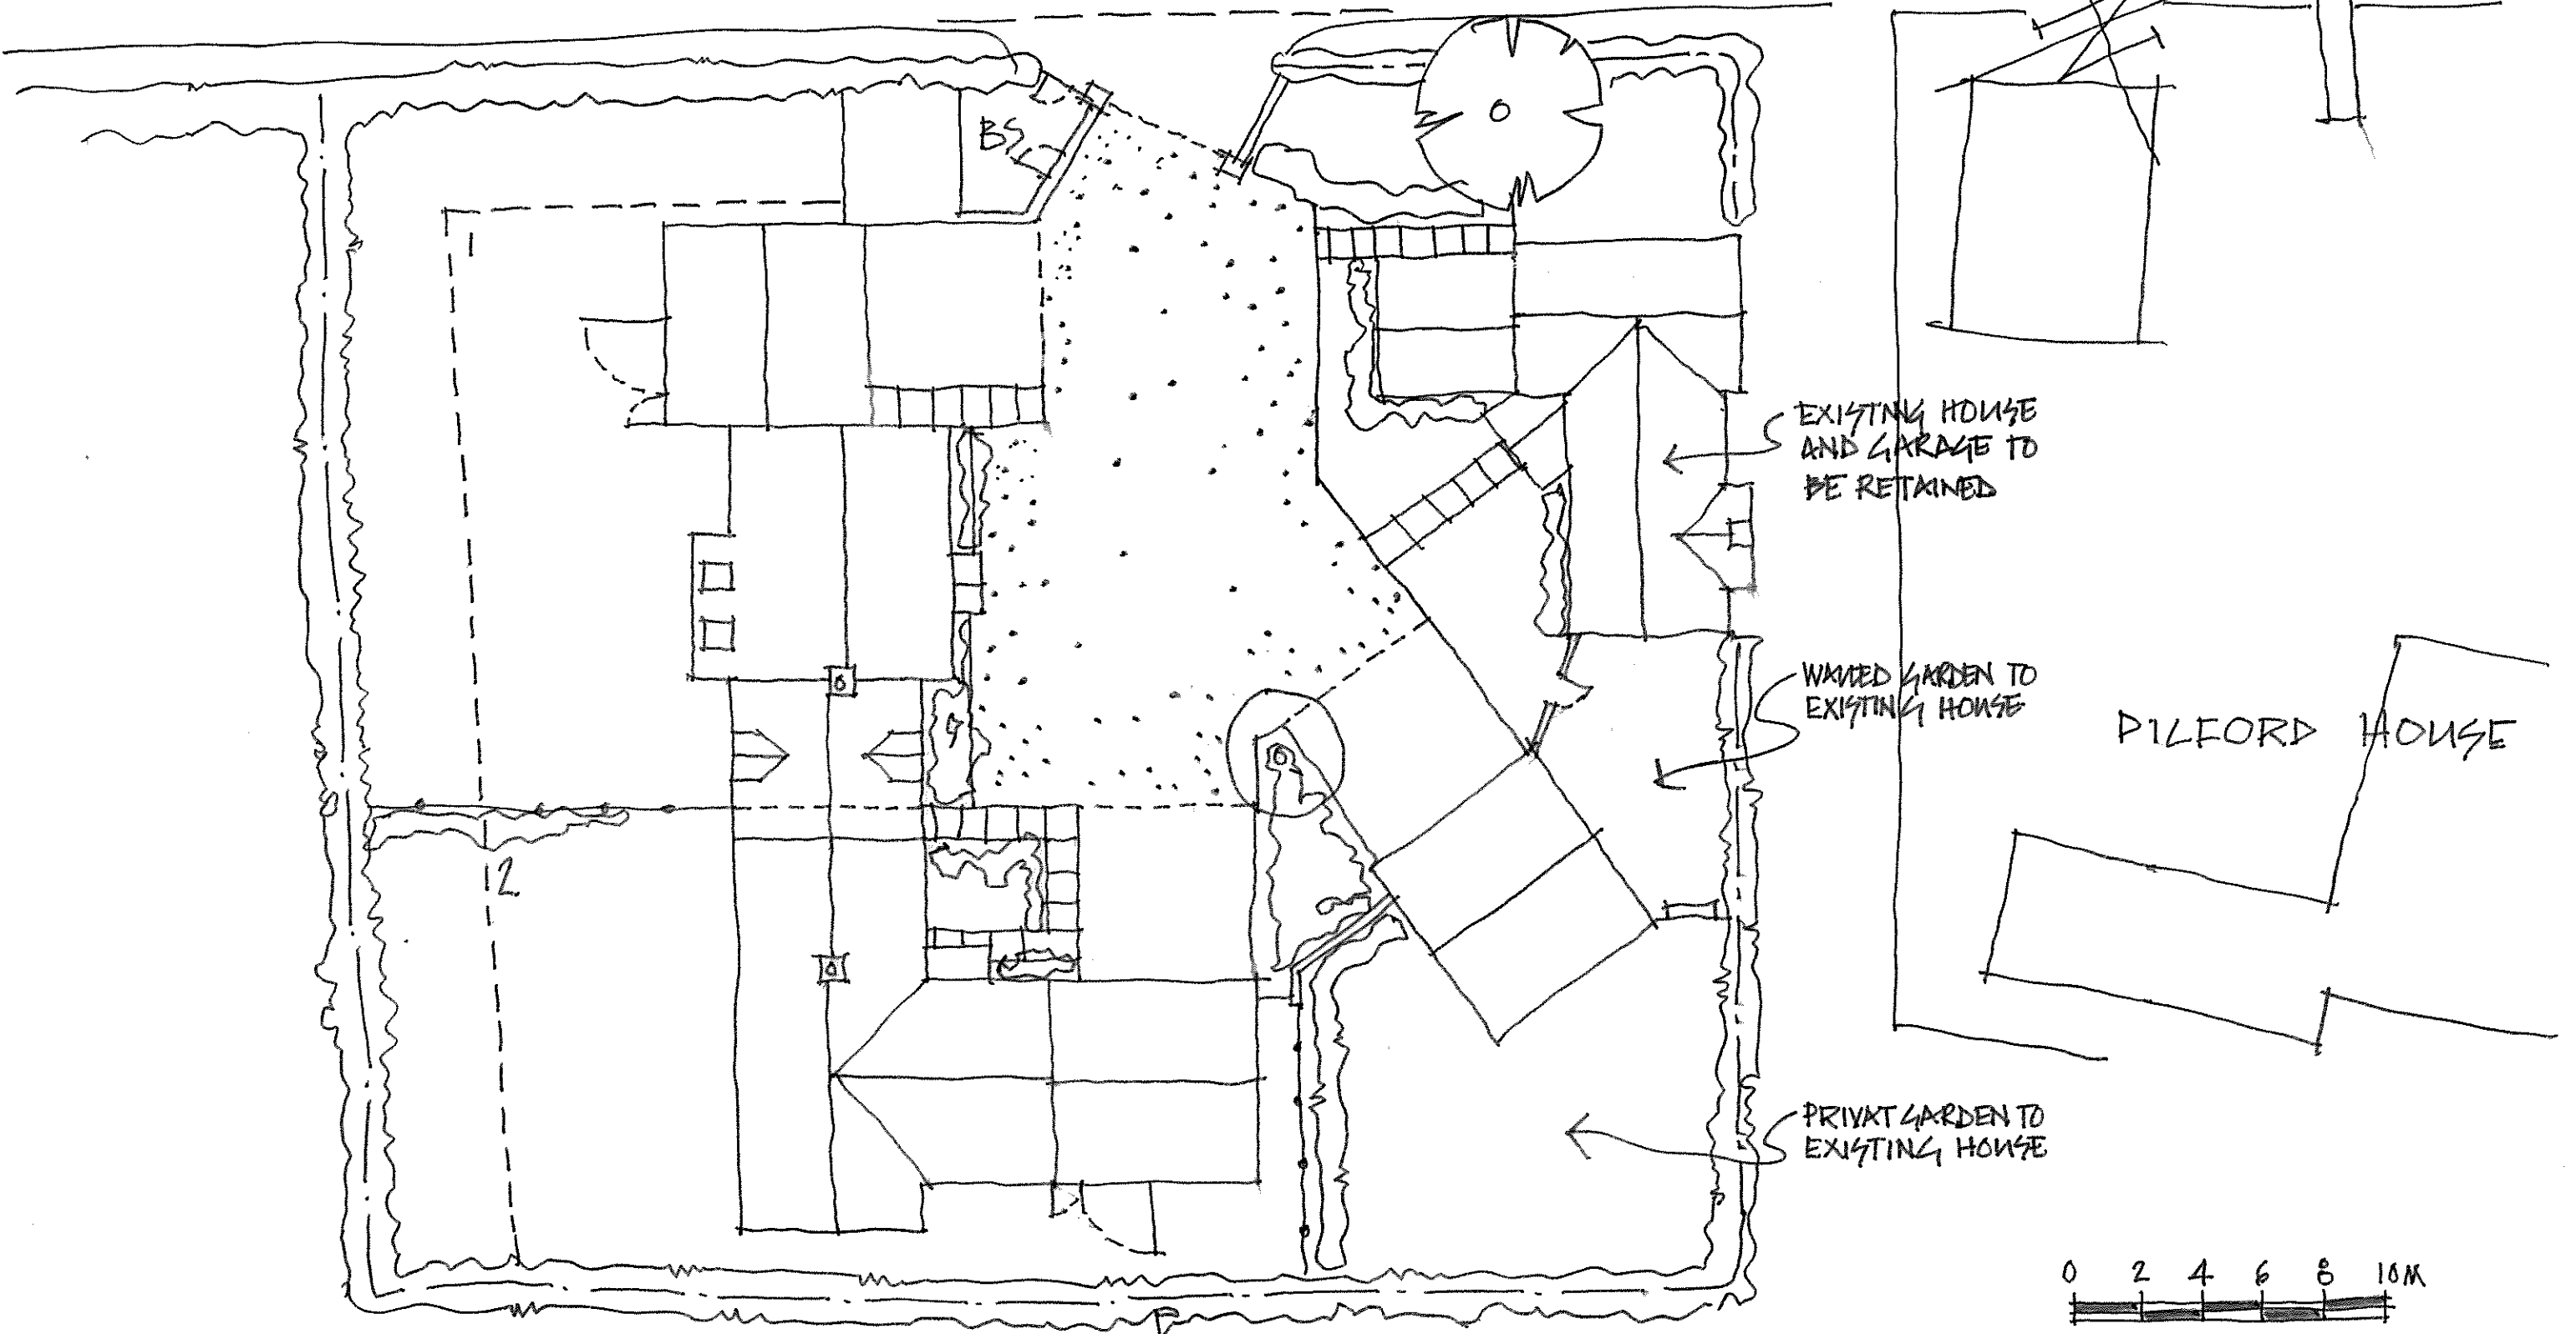 BS
EXISTING HOUSE
AND GARAGE TO
BE RETAINED
WALLED GARDEN TO
EXISTING HOUSE
PILFORD HOUSE
2
PRIVAT GARDEN TO
EXISTING HOUSE
0 2 4 6 8 10M